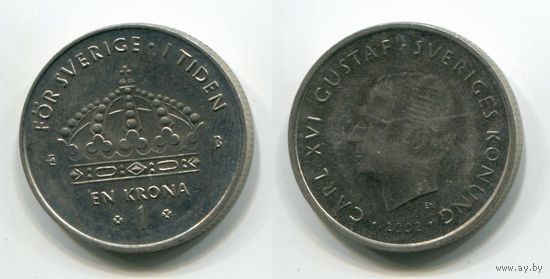 FÖR SVERIGE I TIDEN
B
EN KRONA
1
CARL XVI GUSTAF SVERIGES KONUNG
EN
2002
www.ay.by